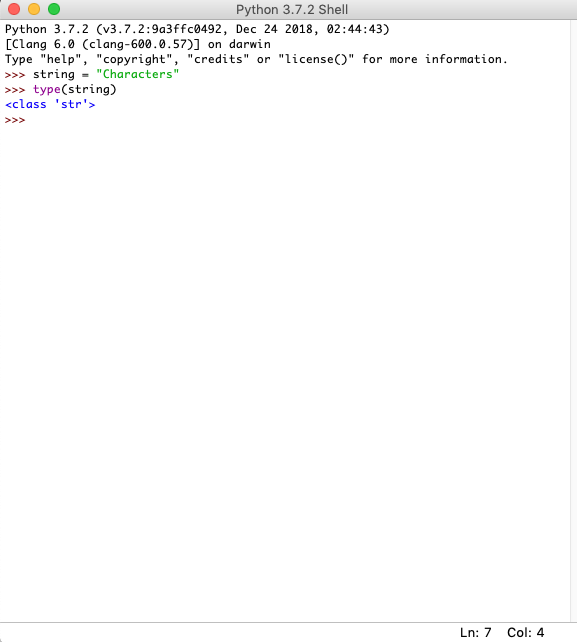 Python 3.7.2 Shell
Python 3.7.2 (v3.7.2:9a3ffc0492, Dec 24 2018, 02:44:43)
[Clang 6.0 (clang-600.0.57)] on darwin
Type "help", "copyright", "credits" or "license()" for more information.
>>> string = "Characters"
>>> type(string)
<class 'str'>
>>>
Ln: 7 Col: 4